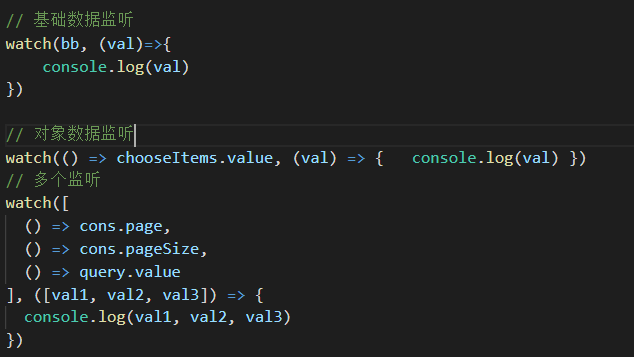 // 基础数据监听
watch(bb, (val)=>{
    console.log(val)
})
// 对象数据监听
watch(() => chooseItems.value, (val) => {   console.log(val) })
// 多个监听
watch([
  () => cons.page,
  () => cons.pageSize,
  () => query.value
], ([val1, val2, val3]) => {
  console.log(val1, val2, val3)
})